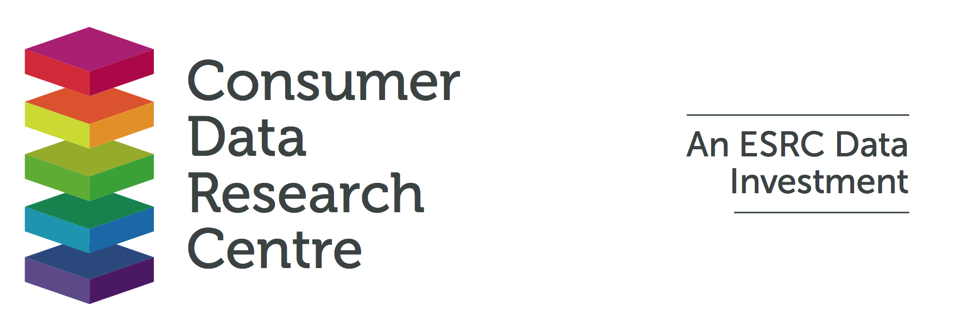 Consumer
Data
Research
Centre
An ESRC Data
Investment